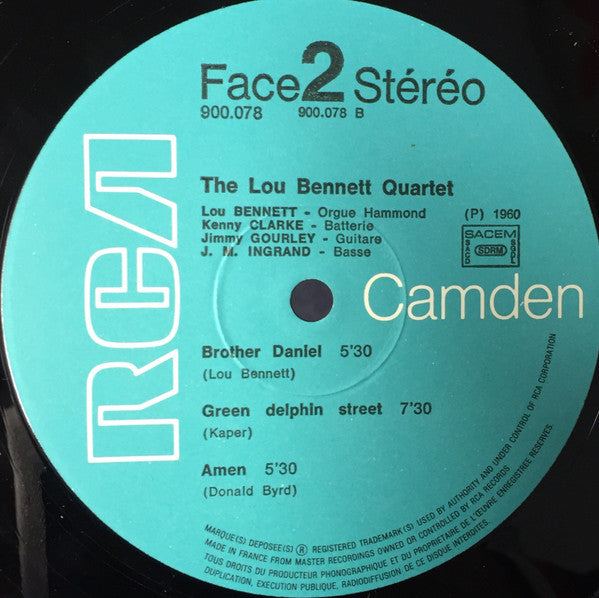 Face 2 Stéréo
900.078 900.078 B
RCA
The Lou Bennett Quartet
Lou BENNETT - Orgue Hammond
Kenny CLARKE - Batterie
Jimmy GOURLEY - Guitare
J. M. INGRAND - Basse
(P) 1960
SACEM
SACD SDRM SGDL
Camden
Brother Daniel 5'30
(Lou Bennett)
Green delphin street 7'30
(Kaper)
Amen 5'30
(Donald Byrd)
MARQUE(S) DEPOSEE(S) ® REGISTERED TRADEMARK(S) USED BY AUTHORITY AND UNDER CONTROL OF RCA CORPORATION
MADE IN FRANCE FROM MASTER RECORDINGS OWNED OR CONTROLLED BY RCA RECORDS
TOUS DROITS DU PRODUCTEUR PHONOGRAPHIQUE ET DU PROPRIETAIRE DE L'ŒUVRE ENREGISTREE RESERVES.
DUPLICATION, EXECUTION PUBLIQUE, RADIODIFFUSION DE CE DISQUE INTERDITES.